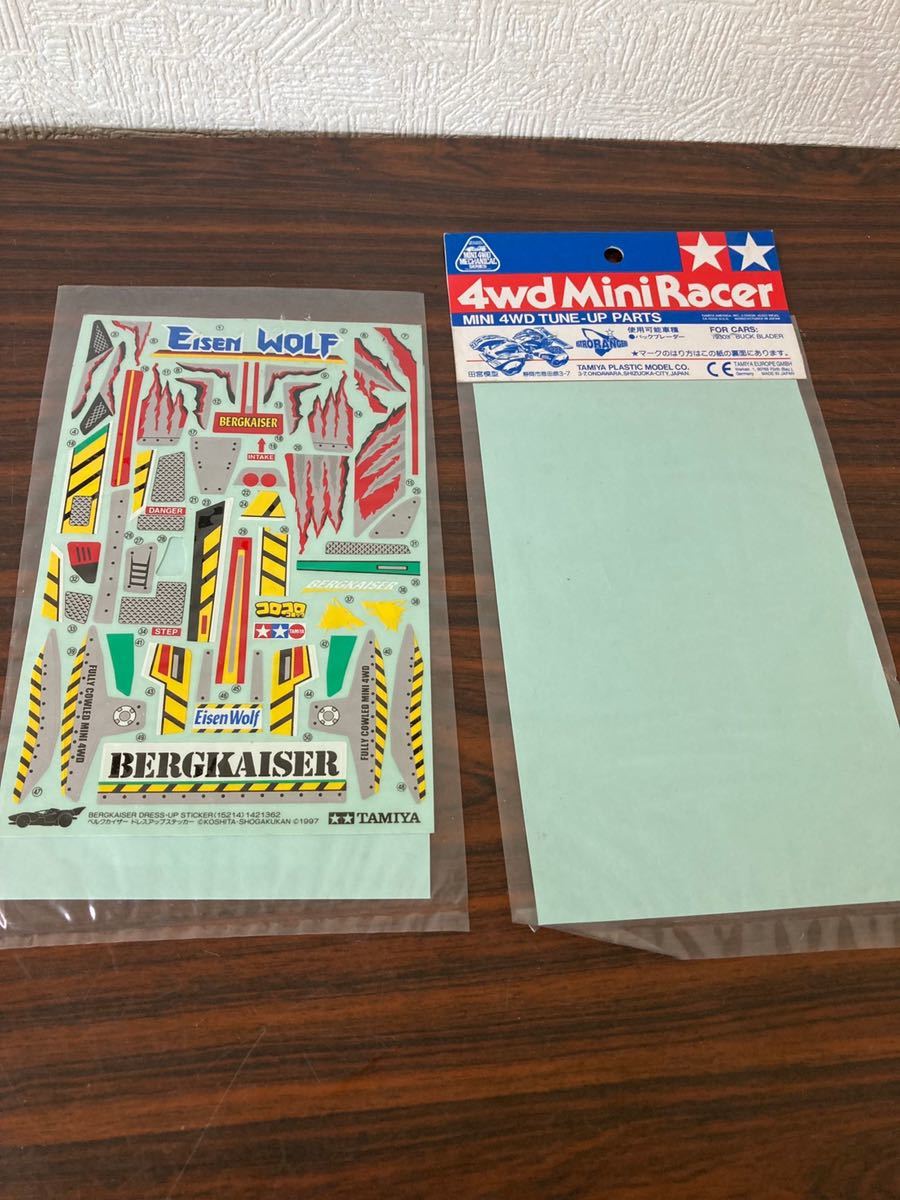 EISEN WOLF
BERGKAISER
INTAKE
DANGER
BERGKAISER
コロコロ
STEP
TAMIYA
FULLY COWLED MINI 4WD
FULLY COWLED MINI 4WD
Eisen Wolf
BERGKAISER
BERGKAISER DRESS-UP STICKER (15214) 1421362
ベルクカイザー ドレスアップステッカー ©KOSHITA·SHOGAKUKAN ©1997
TAMIYA
MINI 4WD
MECHANICAL
SERIES
4wd Mini Racer
MINI 4WD TUNE-UP PARTS
使用可能車種
●バックブレーダー
FOR CARS:
BUCK BLADER
★マークのはり方はこの紙の裏面にあります。
田宮模型
静岡市恩田原3-7
TAMIYA PLASTIC MODEL CO.
3-7, ONDAWARA, SHIZUOKA-CITY, JAPAN.
CE
TAMIYA EUROPE GMBH
Germany
MADE IN JAPAN